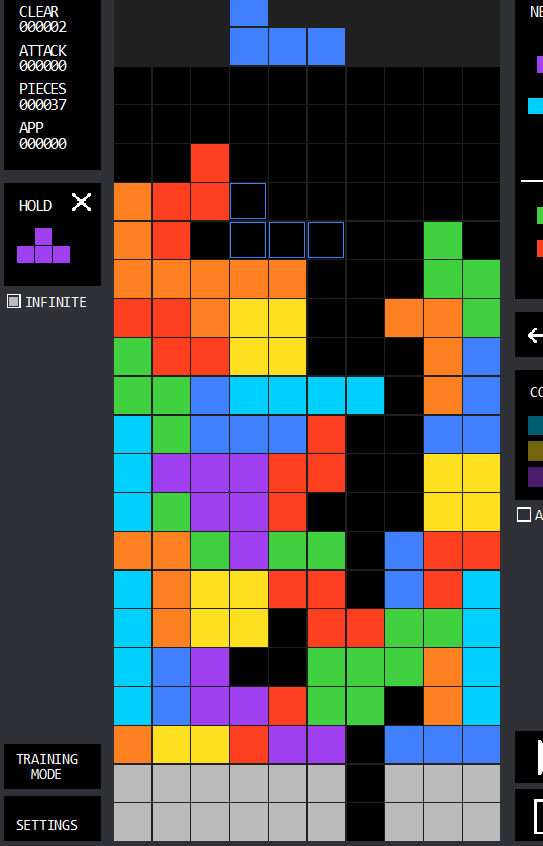 CLEAR
000002
ATTACK
000000
PIECES
000037
APP
000000
HOLD
INFINITE
TRAINING
MODE
SETTINGS